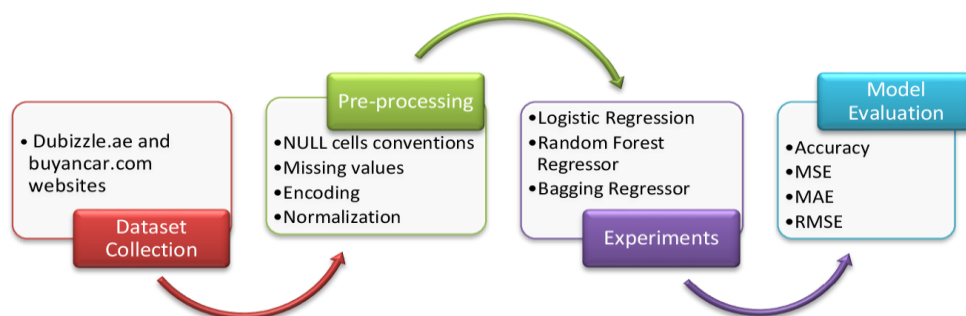 • Dubizzle.ae and
buyancar.com
websites
Dataset
Collection
Pre-processing
•NULL cells conventions
•Missing values
•Encoding
•Normalization
•Logistic Regression
•Random Forest
Regressor
•Bagging Regressor
Experiments
Model
Evaluation
•Accuracy
•MSE
•MAE
•RMSE